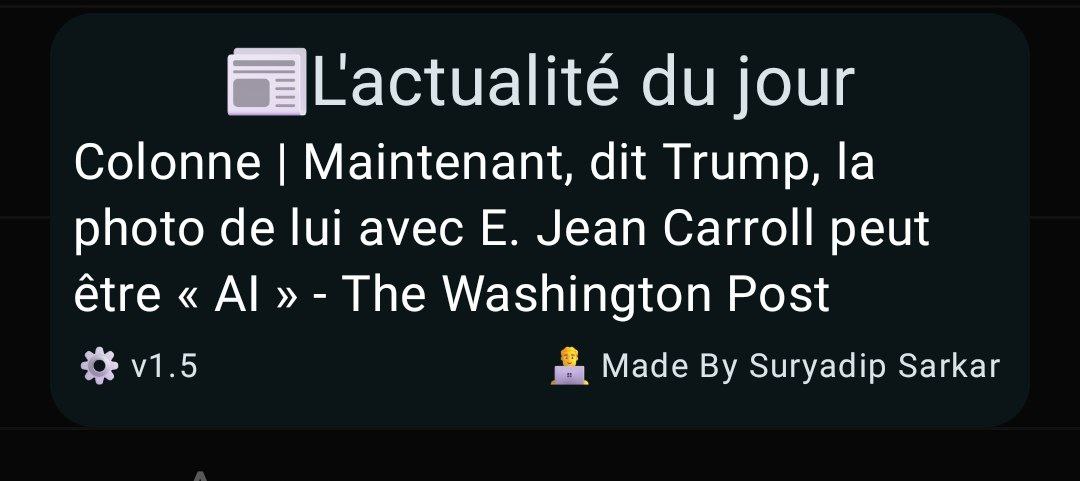 L'actualité du jour
Colonne | Maintenant, dit Trump, la
photo de lui avec E. Jean Carroll peut
être « AI » - The Washington Post
v1.5
Made By Suryadip Sarkar